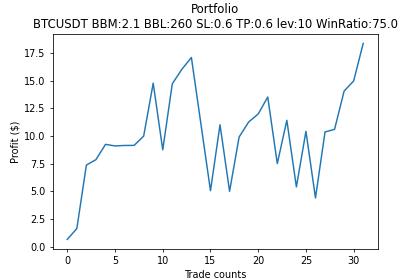 Portfolio
BTCUSDT BBM:2.1 BBL:260 SL:0.6 TP:0.6 lev:10 WinRatio:75.0
17.5
15.0
12.5
10.0
7.5
5.0
2.5
0.0
Profit ($)
0 5 10 15 20 25 30
Trade counts